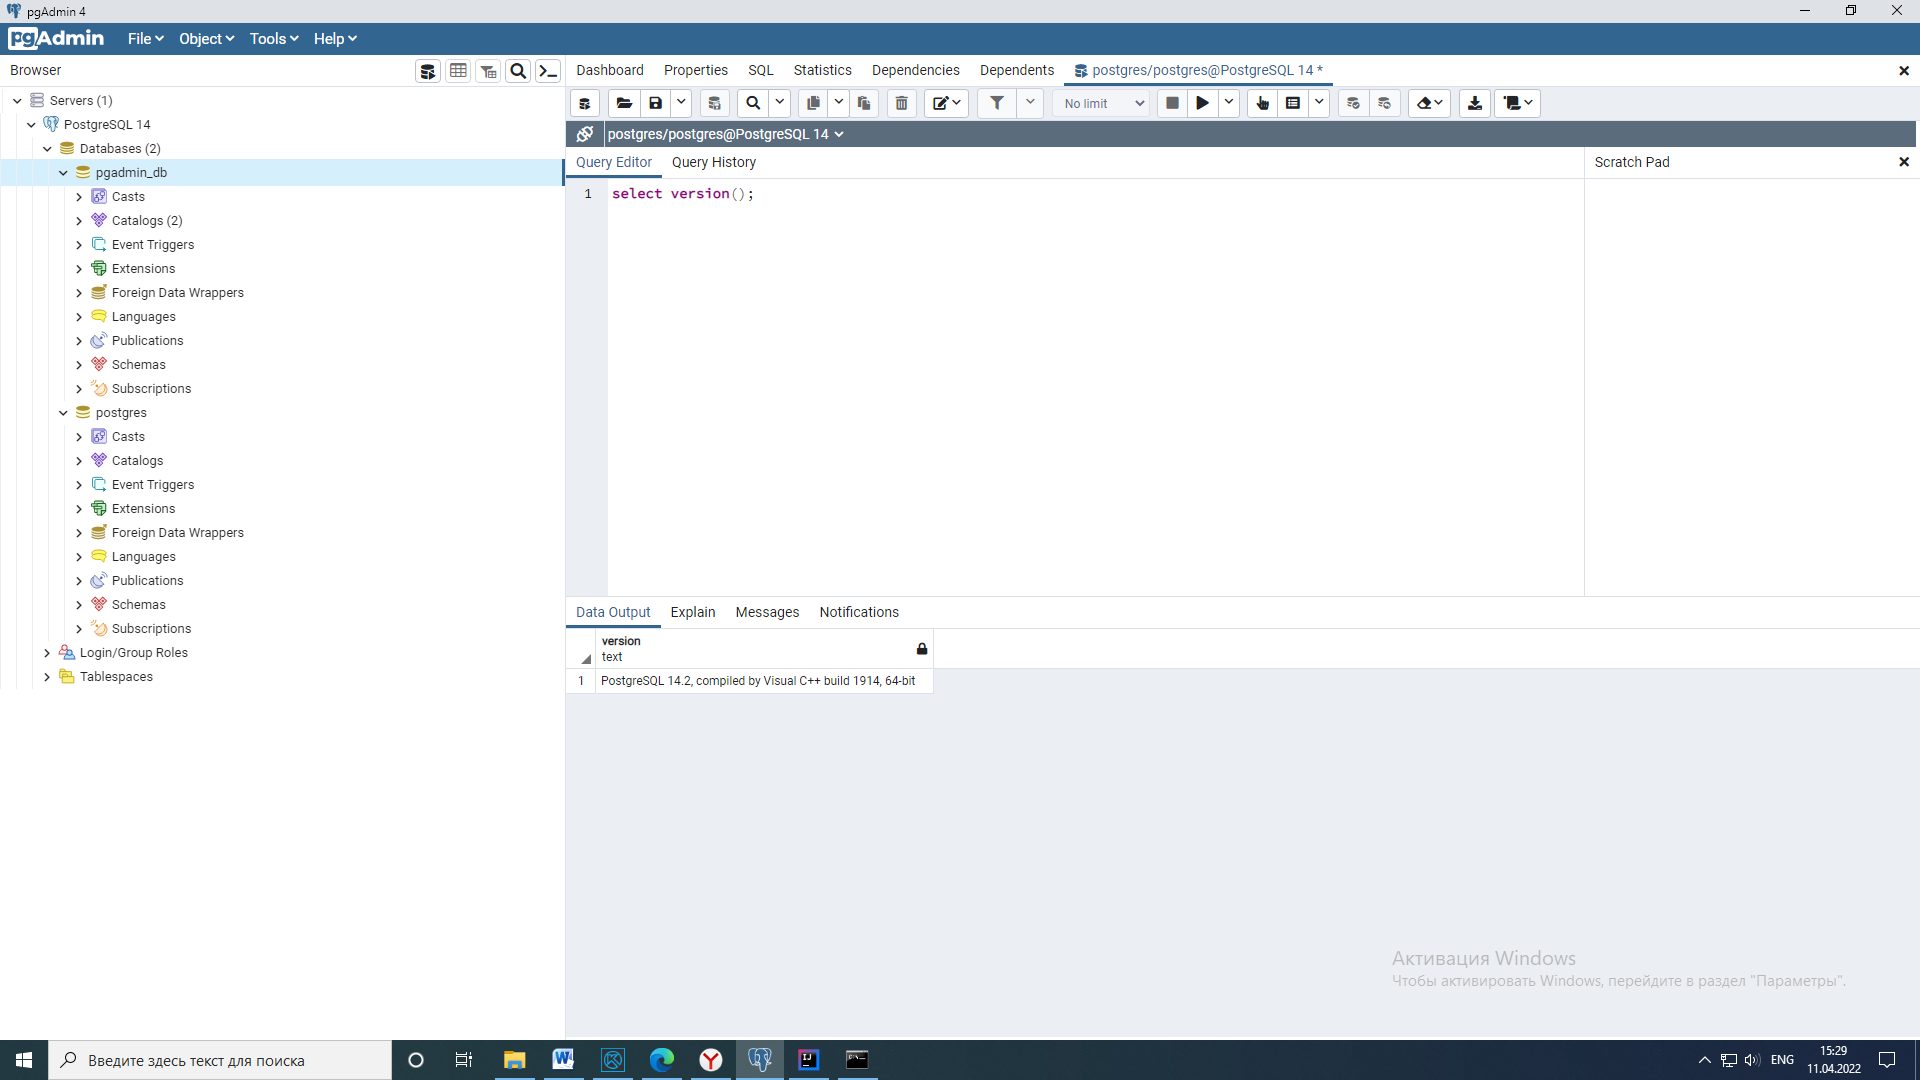 pgAdmin 4
pgAdmin File Object Tools Help
Browser
Dashboard Properties SQL Statistics Dependencies Dependents postgres/postgres@PostgreSQL 14 *
No limit
postgres/postgres@PostgreSQL 14
Query Editor Query History
Scratch Pad
1 select version();
Servers (1)
PostgreSQL 14
Databases (2)
pgadmin_db
Casts
Catalogs (2)
Event Triggers
Extensions
Foreign Data Wrappers
Languages
Publications
Schemas
Subscriptions
postgres
Casts
Catalogs
Event Triggers
Extensions
Foreign Data Wrappers
Languages
Publications
Schemas
Subscriptions
Login/Group Roles
Tablespaces
Data Output Explain Messages Notifications
version
text
1 PostgreSQL 14.2, compiled by Visual C++ build 1914, 64-bit
Активация Windows
Чтобы активировать Windows, перейдите в раздел "Параметры".
Введите здесь текст для поиска
ENG
15:29
11.04.2022